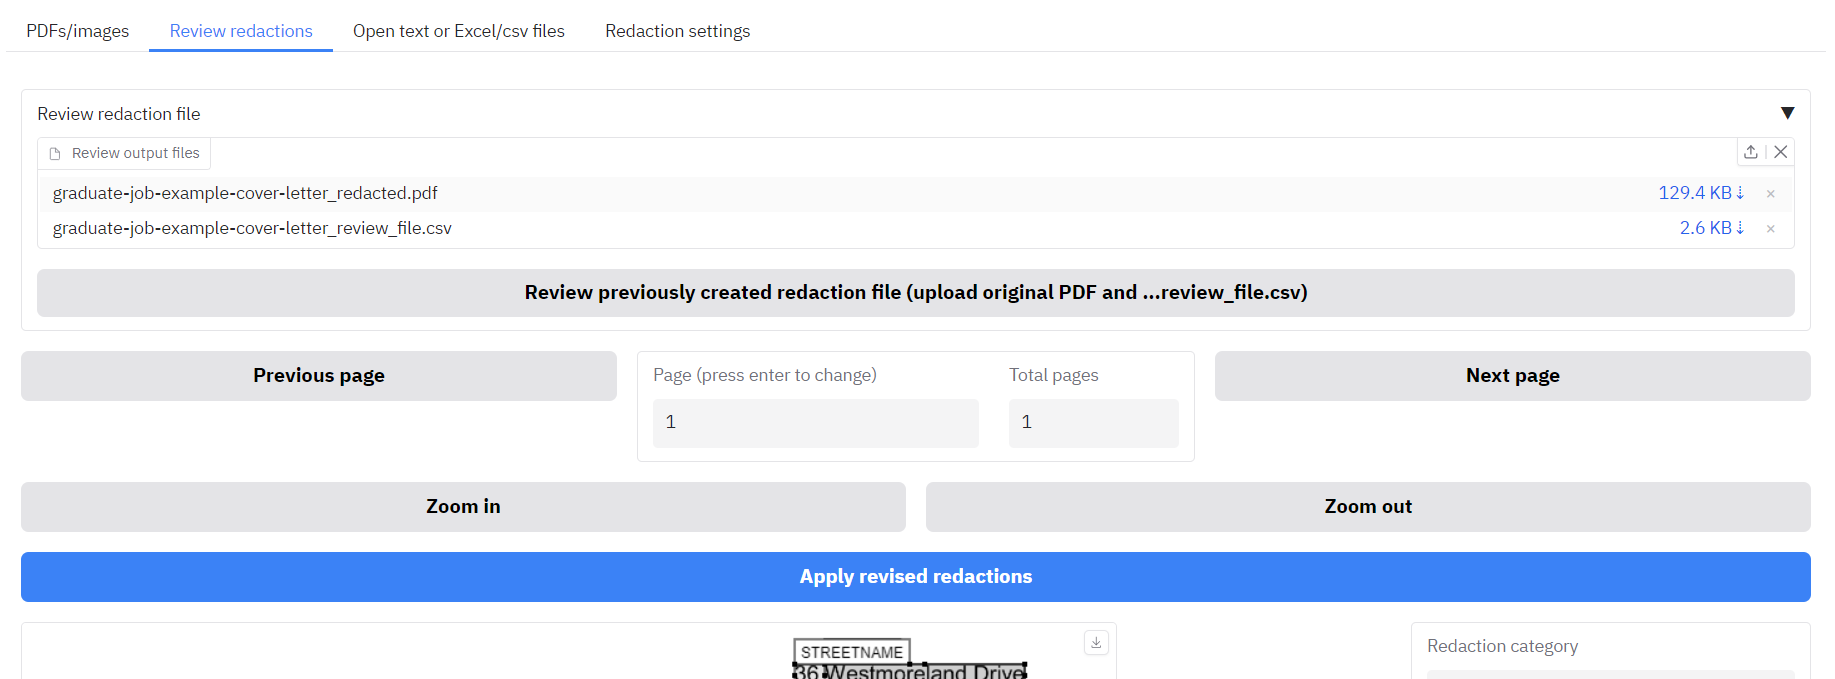 PDFs/images Review redactions Open text or Excel/csv files Redaction settings
Review redaction file
Review output files
graduate-job-example-cover-letter_redacted.pdf 129.4 KB ⇣ ×
graduate-job-example-cover-letter_review_file.csv 2.6 KB ⇣ ×
Review previously created redaction file (upload original PDF and ...review_file.csv)
Previous page
Page (press enter to change) Total pages
1 1
Next page
Zoom in Zoom out
Apply revised redactions
STREETNAME
36 Westmoreland Drive
Redaction category